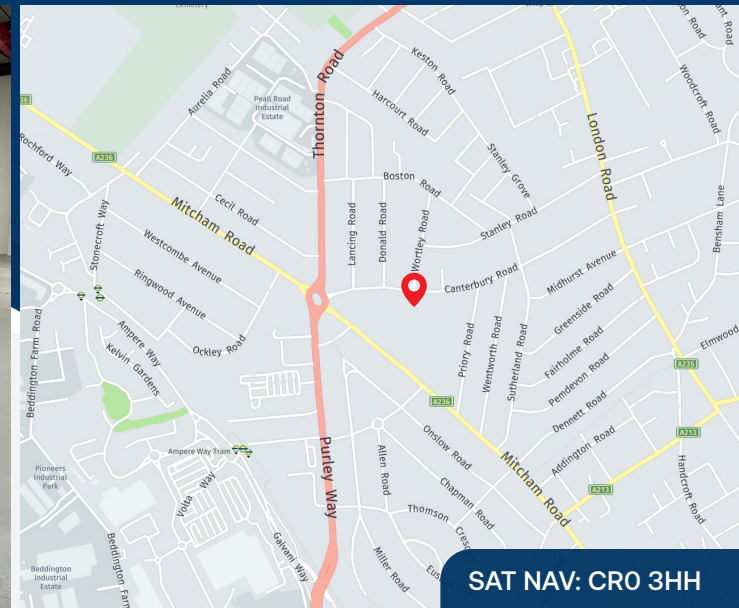 Cemetery
Keston Road
Woodcroft Road
Aurelia Road
Peall Road
Industrial
Estate
Thornton Road
Harcourt Road
London Road
Rochford Way
A236
Stanley Grove
Boston Road
Bensham Lane
Cecil Road
Mitcham Road
Stonecroft Way
Lancing Road
Donald Road
Wortley Road
Stanley Road
Westcombe Avenue
Midhurst Avenue
Canterbury Road
Ringwood Avenue
Greenside Road
Ampere Way
Beddington Farm Road
Ockley Road
Kelvin Gardens
Priory Road
Wentworth Road
Sutherland Road
Fairholme Road
Elmwood
Pemdevon Road
A235
A236
Dennett Road
A213
Onslow Road
Addington Road
Mitcham Road
Ampere Way Tram
Purley Way
Allen Road
Handcroft Road
Pioneers
Industrial
Park
Volta Way
Chapman Road
A213
Thomson
Cresc
Galvani Way
Miller Road
Beddington Farm
Beddington
Industrial
Estate
SAT NAV: CR0 3HH